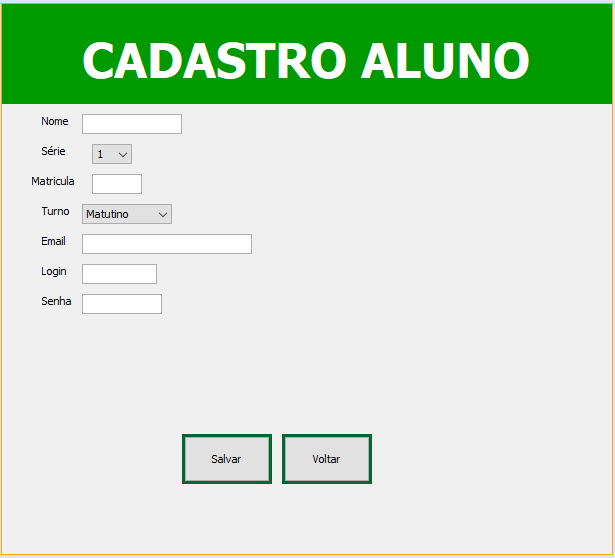 CADASTRO ALUNO
Nome
Série 1
Matricula
Turno Matutino
Email
Login
Senha
Salvar Voltar